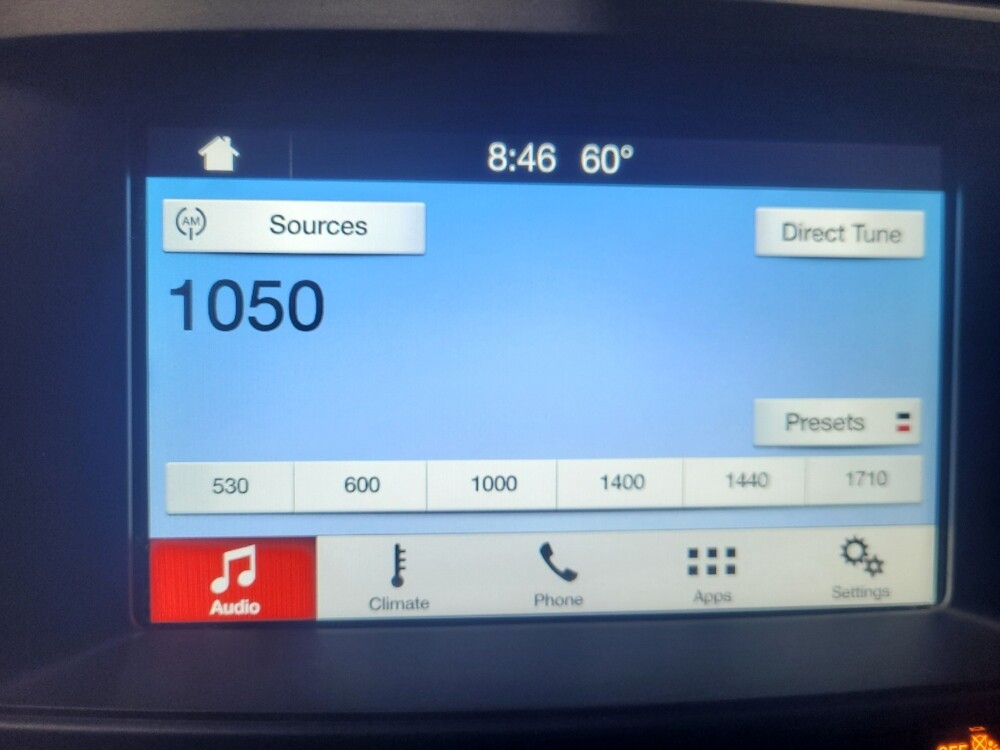 8:46 60°
AM Sources
Direct Tune
1050
Presets
530 600 1000 1400 1440 1710
Audio Climate Phone Apps Settings
OFF